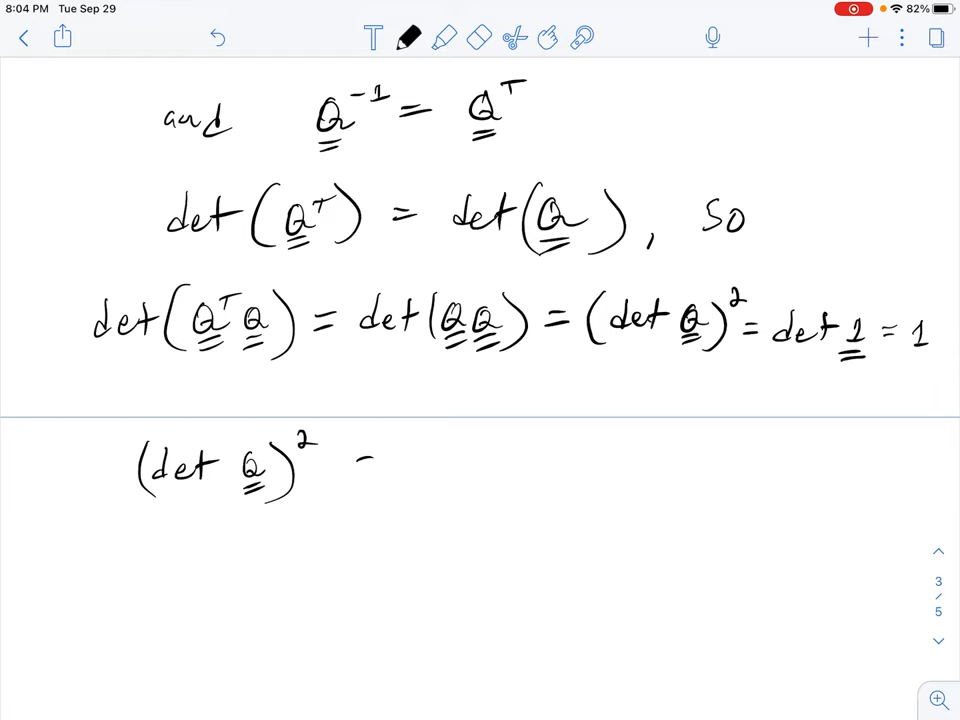 8:04 PM Tue Sep 29 82%
and Q̳⁻¹ = Q̳ᵀ
det(Q̳ᵀ) = det(Q̳), so
det(Q̳ᵀQ̳) = det(Q̳Q̳) = (det Q̳)² = det 1̳ = 1
(det Q̳)² =
3
/
5